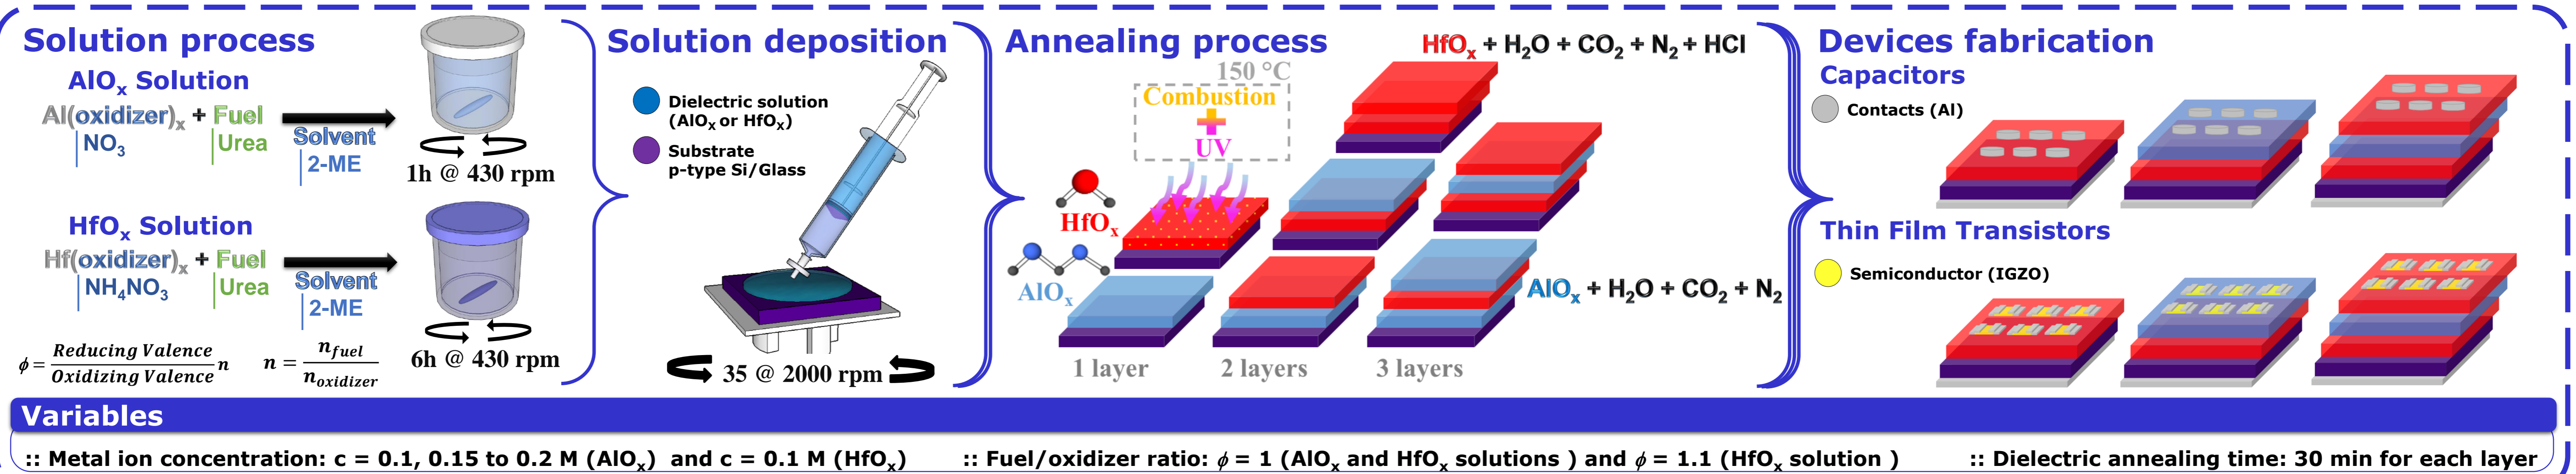 Solution process
AlOx Solution
Al(oxidizer)x + Fuel
NO3
Urea
Solvent
2-ME
1h @ 430 rpm
HfOx Solution
Hf(oxidizer)x + Fuel
NH4NO3
Urea
Solvent
2-ME
6h @ 430 rpm
ϕ = Reducing Valence / Oxidizing Valence n
n = nfuel / noxidizer
Solution deposition
Dielectric solution
(AlOx or HfOx)
Substrate
p-type Si/Glass
35 @ 2000 rpm
Annealing process
HfOx + H2O + CO2 + N2 + HCl
150 °C
Combustion
+
UV
HfOx
AlOx
AlOx + H2O + CO2 + N2
1 layer
2 layers
3 layers
Devices fabrication
Capacitors
Contacts (Al)
Thin Film Transistors
Semiconductor (IGZO)
Variables
:: Metal ion concentration: c = 0.1, 0.15 to 0.2 M (AlOx) and c = 0.1 M (HfOx) :: Fuel/oxidizer ratio: ϕ = 1 (AlOx and HfOx solutions ) and ϕ = 1.1 (HfOx solution ) :: Dielectric annealing time: 30 min for each layer